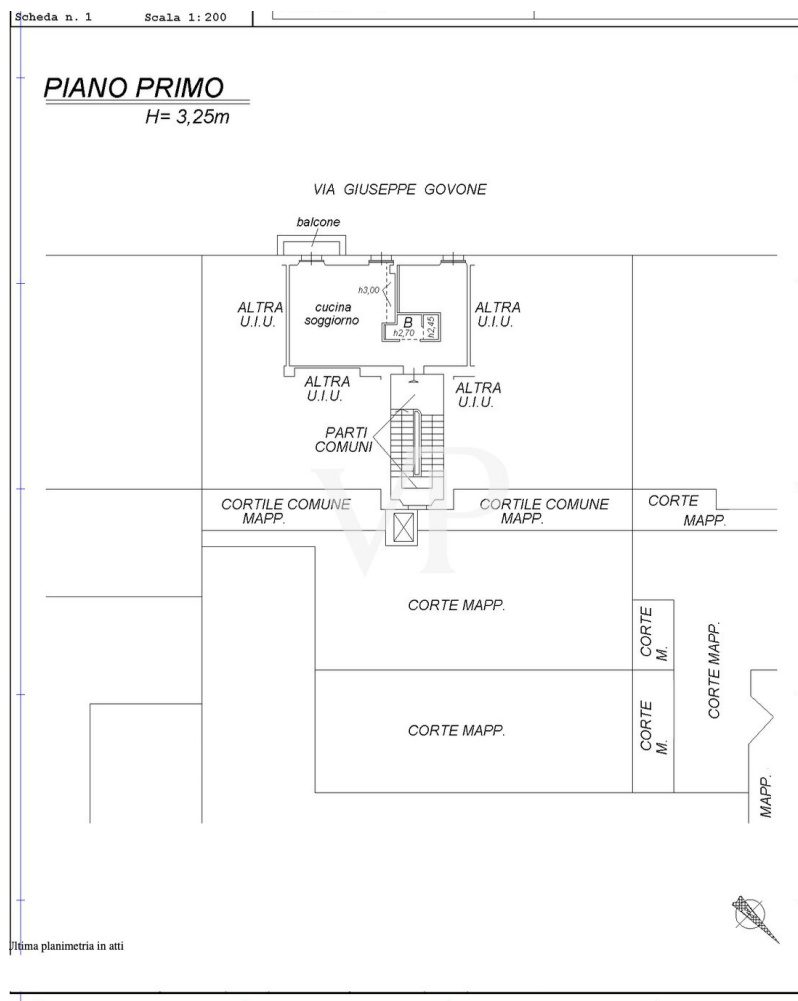 Scheda n. 1 Scala 1:200
PIANO PRIMO
H= 3,25m
VIA GIUSEPPE GOVONE
balcone
h3,00
ALTRA
U.I.U.
cucina
soggiorno
B
h2,70
h2,45
ALTRA
U.I.U.
ALTRA
U.I.U.
ALTRA
U.I.U.
PARTI
COMUNI
CORTILE COMUNE
MAPP.
CORTILE COMUNE
MAPP.
CORTE
MAPP.
VP
CORTE MAPP.
CORTE
M.
CORTE MAPP.
CORTE MAPP.
CORTE
M.
MAPP.
Ultima planimetria in atti